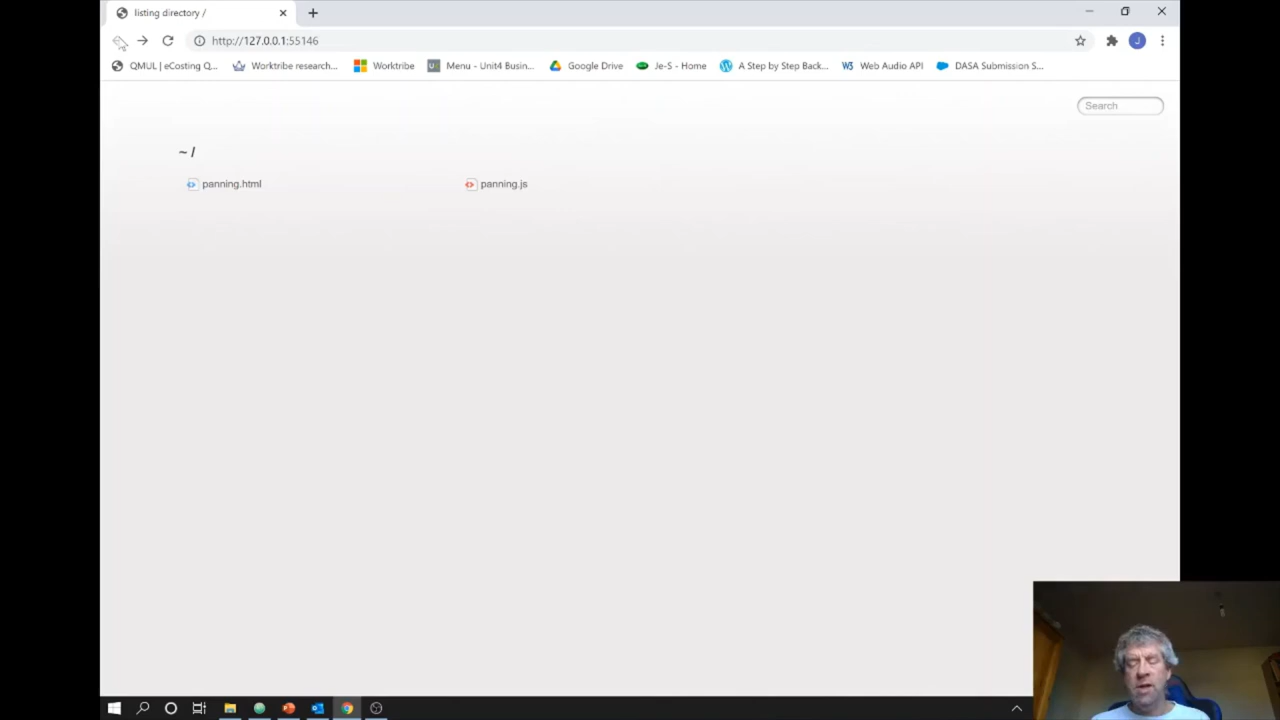 listing directory /
http://127.0.0.1:55146
QMUL | eCosting Q... Worktribe research... Worktribe Menu - Unit4 Busin... Google Drive Je-S - Home A Step by Step Back... W3 Web Audio API DASA Submission S...
Search
~ /
panning.html panning.js